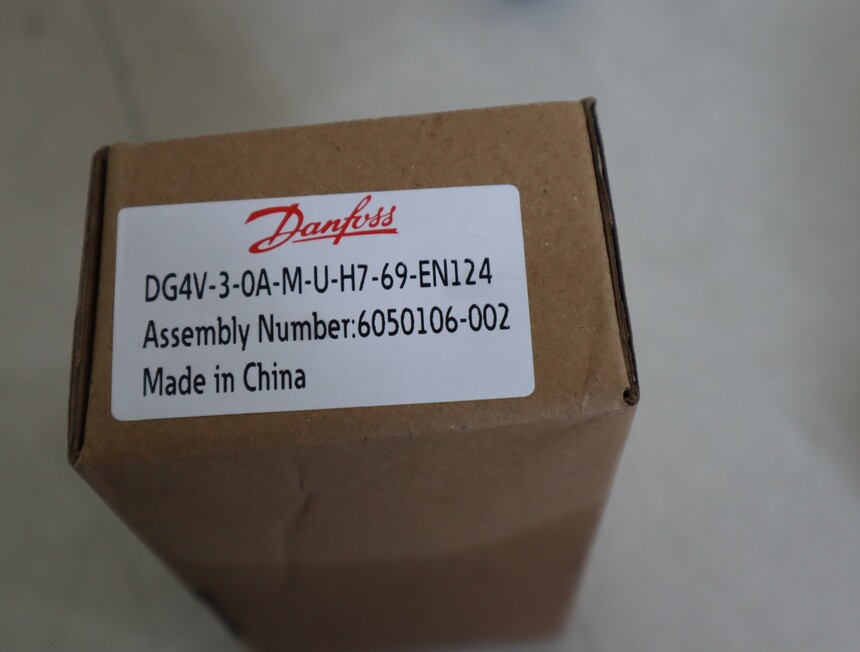 Danfoss
DG4V-3-0A-M-U-H7-69-EN124
Assembly Number:6050106-002
Made in China